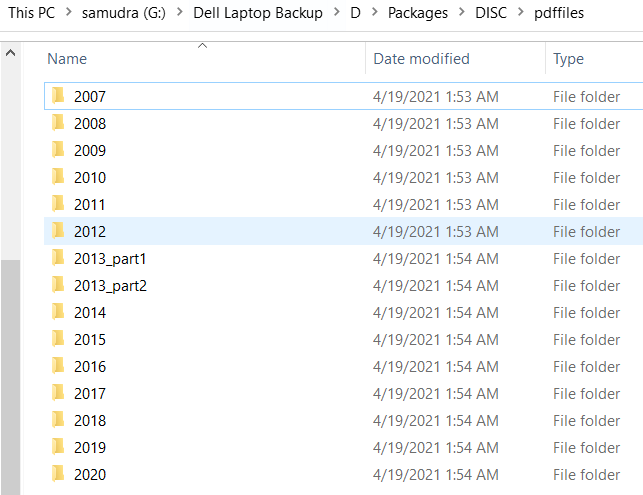 This PC > samudra (G:) > Dell Laptop Backup > D > Packages > DISC > pdffiles
Name Date modified Type
2007 4/19/2021 1:53 AM File folder
2008 4/19/2021 1:53 AM File folder
2009 4/19/2021 1:53 AM File folder
2010 4/19/2021 1:53 AM File folder
2011 4/19/2021 1:53 AM File folder
2012 4/19/2021 1:53 AM File folder
2013_part1 4/19/2021 1:54 AM File folder
2013_part2 4/19/2021 1:54 AM File folder
2014 4/19/2021 1:54 AM File folder
2015 4/19/2021 1:54 AM File folder
2016 4/19/2021 1:54 AM File folder
2017 4/19/2021 1:54 AM File folder
2018 4/19/2021 1:54 AM File folder
2019 4/19/2021 1:54 AM File folder
2020 4/19/2021 1:54 AM File folder